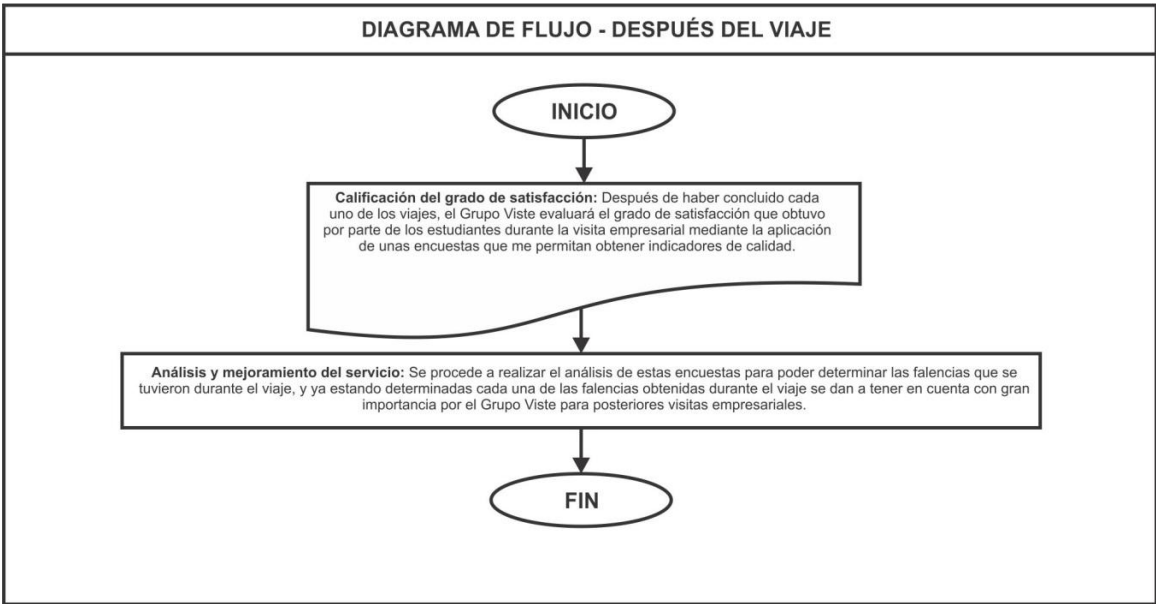 DIAGRAMA DE FLUJO - DESPUÉS DEL VIAJE
INICIO
Calificación del grado de satisfacción: Después de haber concluido cada
uno de los viajes, el Grupo Viste evaluará el grado de satisfacción que obtuvo
por parte de los estudiantes durante la visita empresarial mediante la aplicación
de unas encuestas que me permitan obtener indicadores de calidad.
Análisis y mejoramiento del servicio: Se procede a realizar el análisis de estas encuestas para poder determinar las falencias que se
tuvieron durante el viaje, y ya estando determinadas cada una de las falencias obtenidas durante el viaje se dan a tener en cuenta con gran
importancia por el Grupo Viste para posteriores visitas empresariales.
FIN